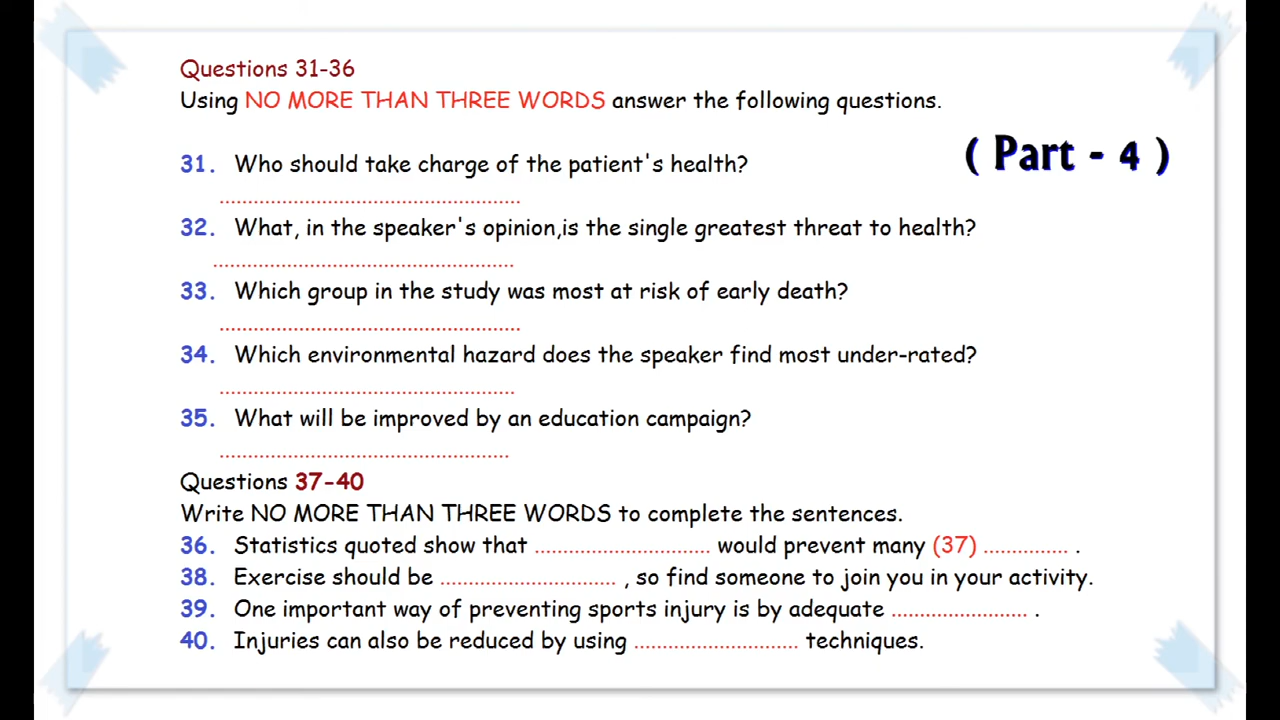 Questions 31-36
Using NO MORE THAN THREE WORDS answer the following questions.
( Part - 4 )
31. Who should take charge of the patient's health?
..........................................................
32. What, in the speaker's opinion,is the single greatest threat to health?
..........................................................
33. Which group in the study was most at risk of early death?
..........................................................
34. Which environmental hazard does the speaker find most under-rated?
.........................................................
35. What will be improved by an education campaign?
........................................................
Questions 37-40
Write NO MORE THAN THREE WORDS to complete the sentences.
36. Statistics quoted show that .................................. would prevent many (37) ................ .
38. Exercise should be .................................. , so find someone to join you in your activity.
39. One important way of preventing sports injury is by adequate .......................... .
40. Injuries can also be reduced by using ................................ techniques.